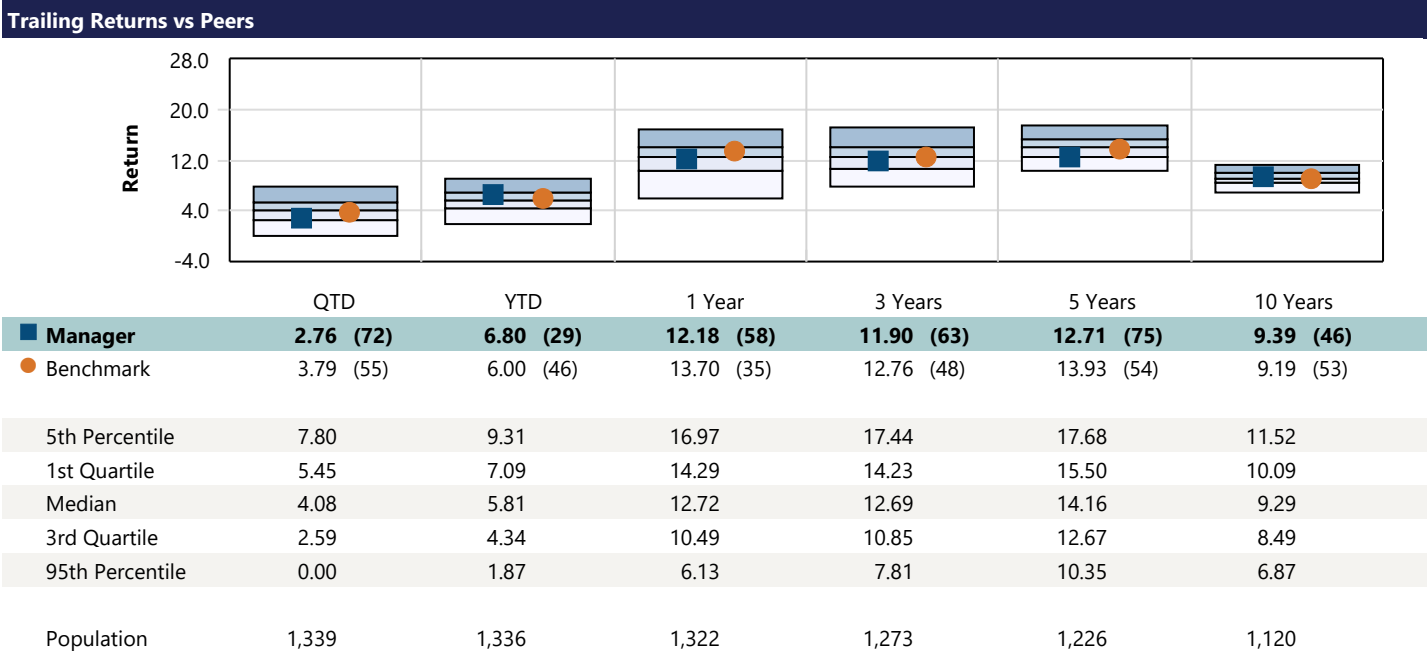 Trailing Returns vs Peers
28.0
20.0
12.0
4.0
-4.0
Return
QTD YTD 1 Year 3 Years 5 Years 10 Years
Manager 2.76 (72) 6.80 (29) 12.18 (58) 11.90 (63) 12.71 (75) 9.39 (46)
Benchmark 3.79 (55) 6.00 (46) 13.70 (35) 12.76 (48) 13.93 (54) 9.19 (53)
5th Percentile 7.80 9.31 16.97 17.44 17.68 11.52
1st Quartile 5.45 7.09 14.29 14.23 15.50 10.09
Median 4.08 5.81 12.72 12.69 14.16 9.29
3rd Quartile 2.59 4.34 10.49 10.85 12.67 8.49
95th Percentile 0.00 1.87 6.13 7.81 10.35 6.87
Population 1,339 1,336 1,322 1,273 1,226 1,120